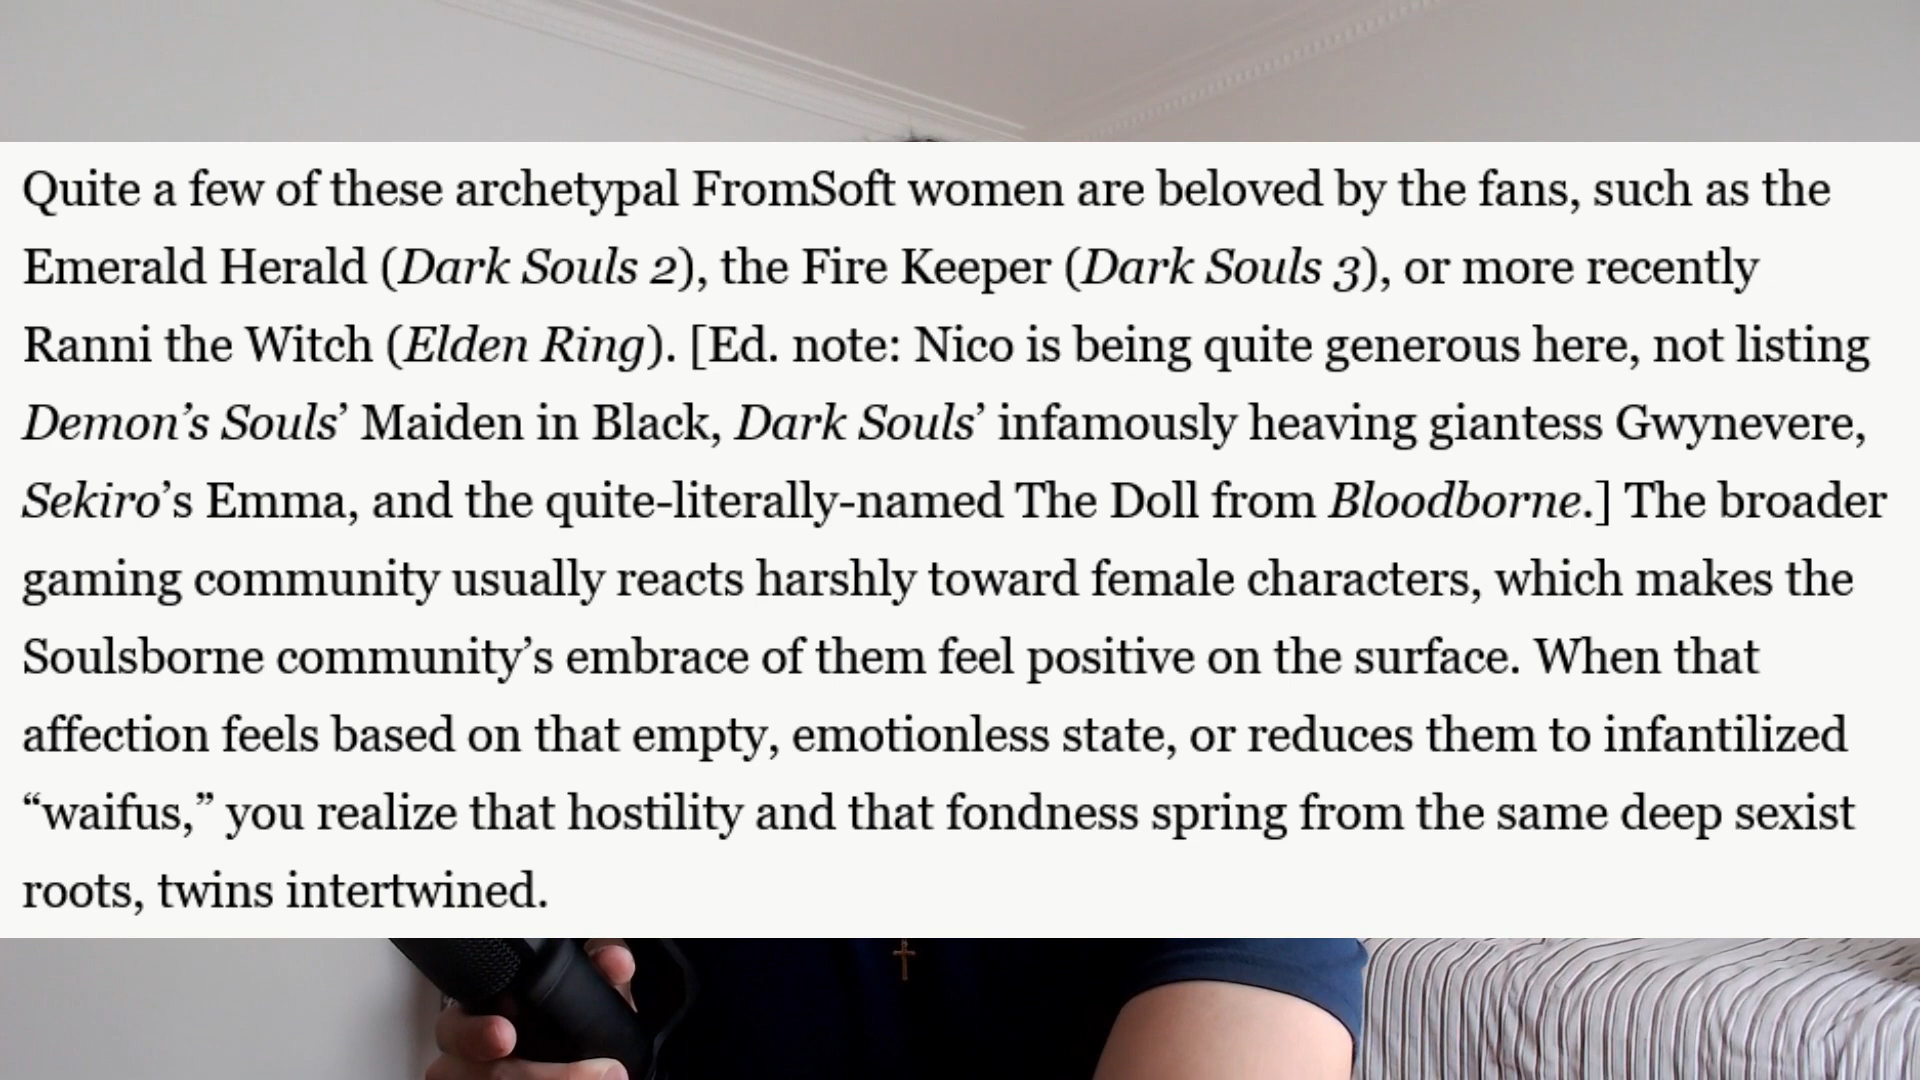 Quite a few of these archetypal FromSoft women are beloved by the fans, such as the
Emerald Herald (Dark Souls 2), the Fire Keeper (Dark Souls 3), or more recently
Ranni the Witch (Elden Ring). [Ed. note: Nico is being quite generous here, not listing
Demon’s Souls’ Maiden in Black, Dark Souls’ infamously heaving giantess Gwynevere,
Sekiro’s Emma, and the quite-literally-named The Doll from Bloodborne.] The broader
gaming community usually reacts harshly toward female characters, which makes the
Soulsborne community’s embrace of them feel positive on the surface. When that
affection feels based on that empty, emotionless state, or reduces them to infantilized
“waifus,” you realize that hostility and that fondness spring from the same deep sexist
roots, twins intertwined.